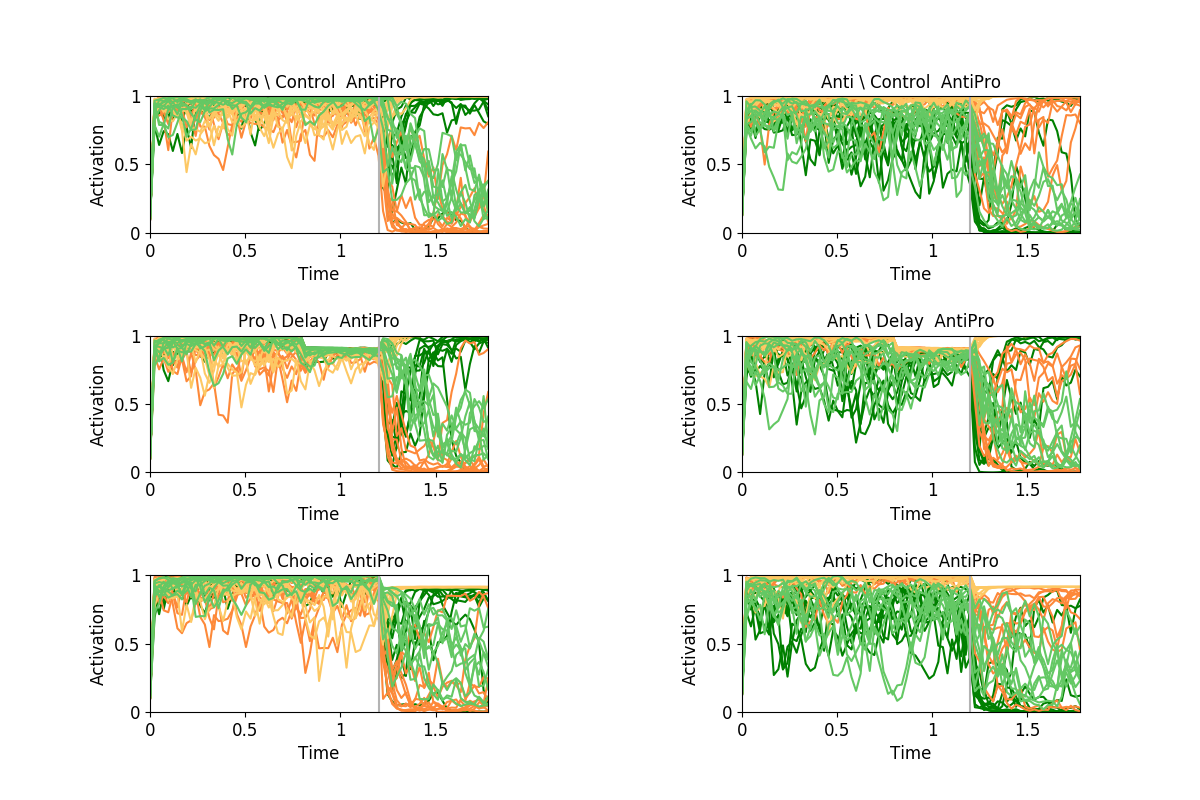 Pro \ Control  AntiPro
Activation
1
0.5
0
0 0.5 1 1.5
Time
Anti \ Control  AntiPro
Activation
1
0.5
0
0 0.5 1 1.5
Time
Pro \ Delay  AntiPro
Activation
1
0.5
0
0 0.5 1 1.5
Time
Anti \ Delay  AntiPro
Activation
1
0.5
0
0 0.5 1 1.5
Time
Pro \ Choice  AntiPro
Activation
1
0.5
0
0 0.5 1 1.5
Time
Anti \ Choice  AntiPro
Activation
1
0.5
0
0 0.5 1 1.5
Time